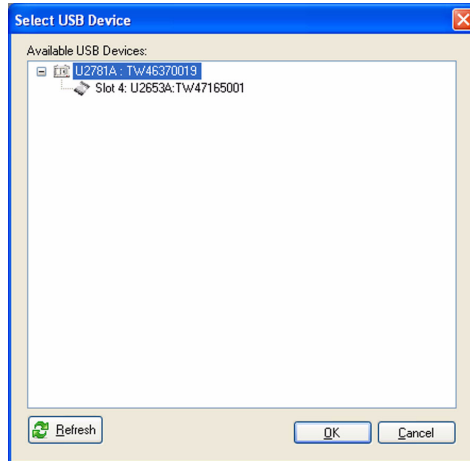 Select USB Device
Available USB Devices:
U2781A : TW46370019
Slot 4: U2653A:TW47165001
Refresh
OK
Cancel